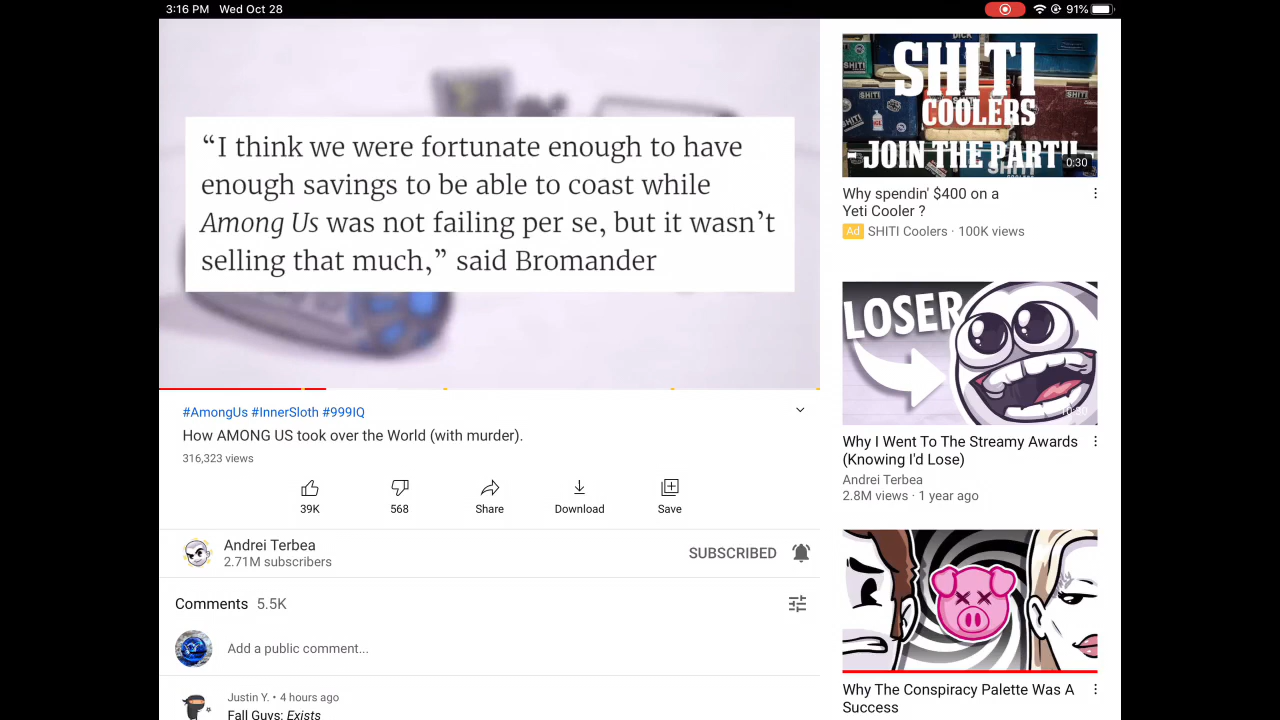 3:16 PM Wed Oct 28
91%
“I think we were fortunate enough to have
enough savings to be able to coast while
Among Us was not failing per se, but it wasn’t
selling that much,” said Bromander
#AmongUs #InnerSloth #999IQ
How AMONG US took over the World (with murder).
316,323 views
39K
568
Share
Download
Save
Andrei Terbea
2.71M subscribers
SUBSCRIBED
Comments 5.5K
Add a public comment...
Justin Y. • 4 hours ago
Fall Guys: Exists
DICK
SHITI
SHITI
SHITI
COOLERS
SHITI
- JOIN THE PART!!
SHITI
0:30
Why spendin' $400 on a
Yeti Cooler ?
Ad SHITI Coolers · 100K views
LOSER
Why I Went To The Streamy Awards
(Knowing I'd Lose)
Andrei Terbea
2.8M views · 1 year ago
Why The Conspiracy Palette Was A
Success